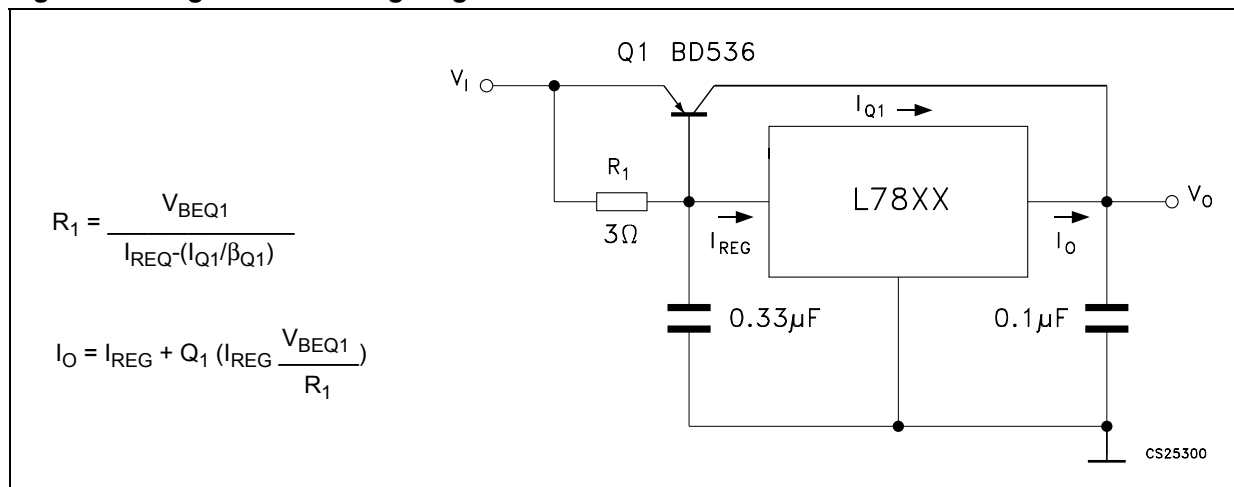 Q1 BD536
V_I
I_Q1
R_1
3Ω
I_REG
L78XX
I_O
V_O
0.33µF
0.1µF
CS25300
R_1 = V_BEQ1 / I_REQ-(I_Q1/β_Q1)
I_O = I_REG + Q_1 (I_REG V_BEQ1 / R_1)